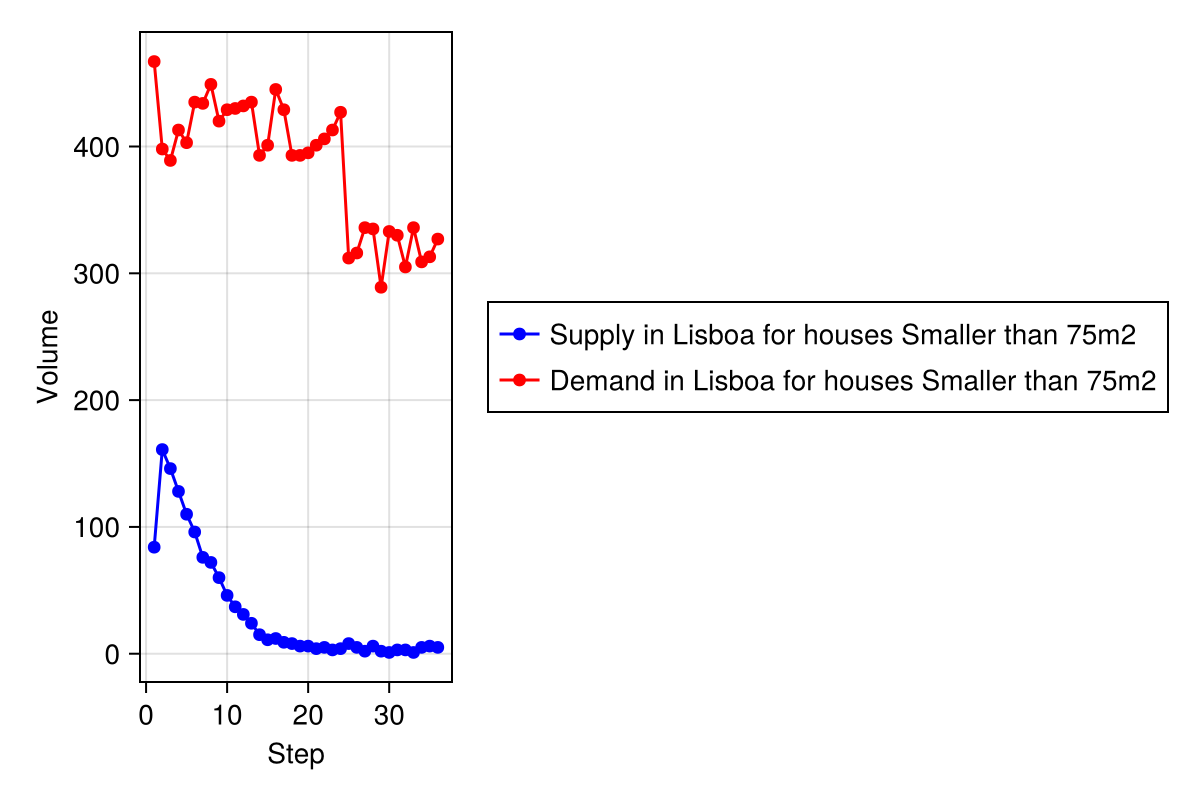 400
300
200
100
0
Volume
0 10 20 30
Step
Supply in Lisboa for houses Smaller than 75m2
Demand in Lisboa for houses Smaller than 75m2